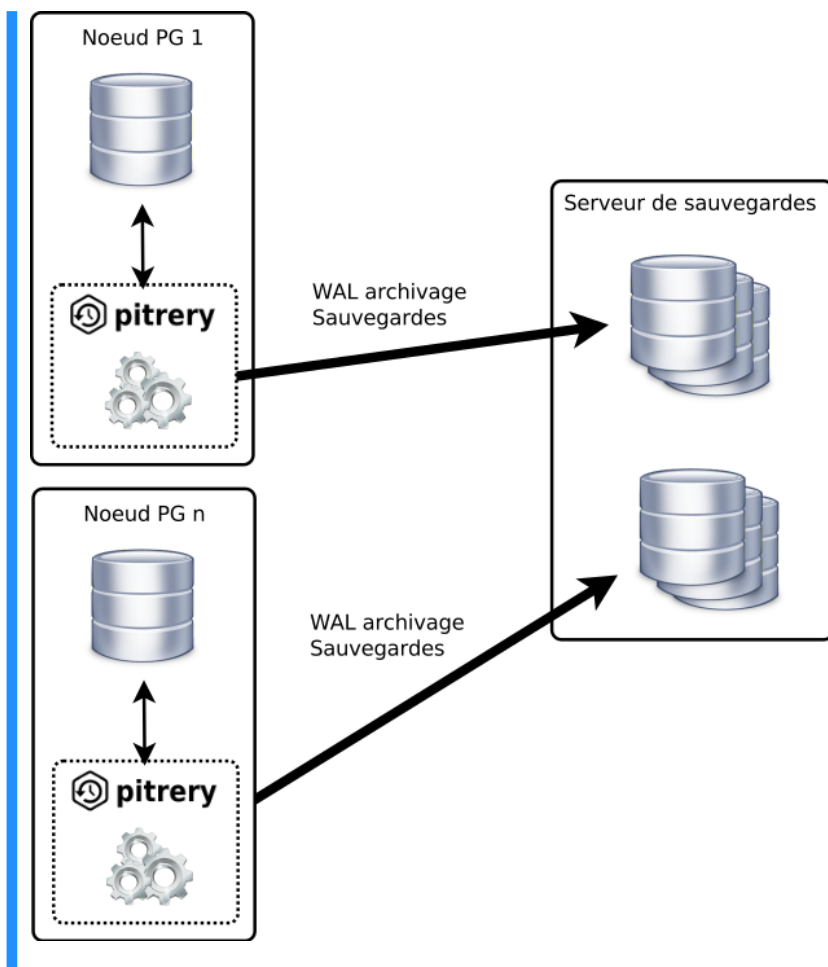 Noeud PG 1
pitrery
WAL archivage
Sauvegardes
Serveur de sauvegardes
Noeud PG n
pitrery
WAL archivage
Sauvegardes